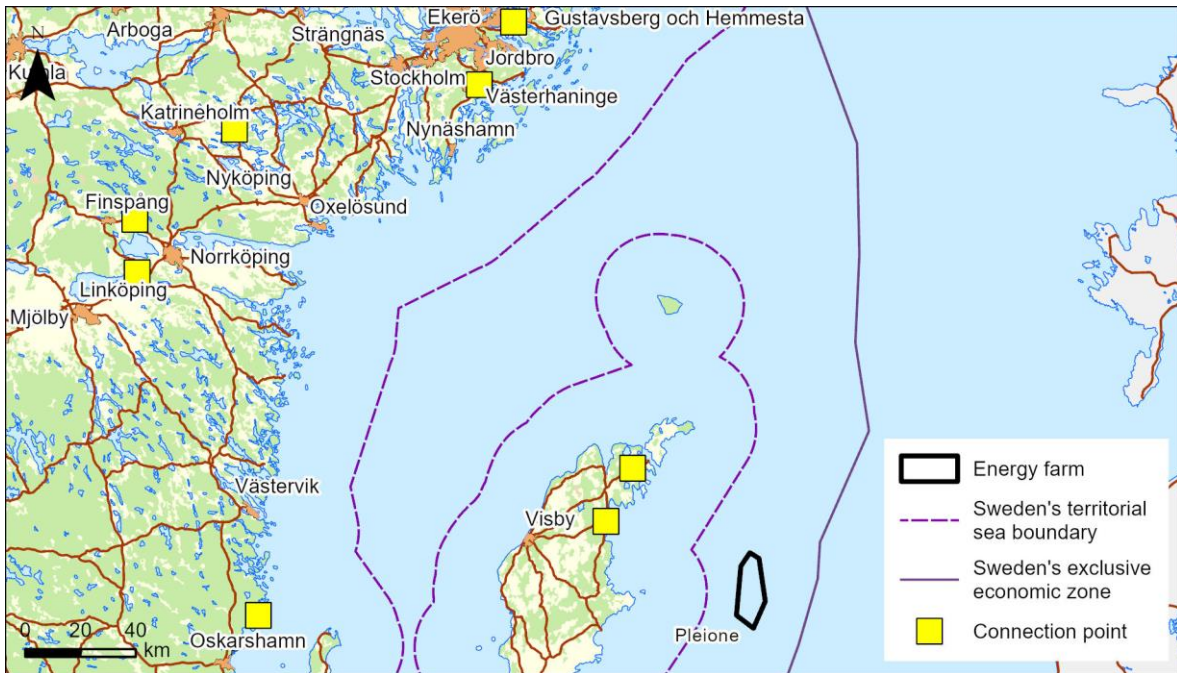 Ekerö
Gustavsberg och Hemmesta
Arboga
Strängnäs
N
Jordbro
Kumla
Stockholm
Västerhaninge
Katrineholm
Nynäshamn
Nyköping
Finspång
Oxelösund
Norrköping
Linköping
Mjölby
Västervik
Visby
Oskarshamn
Pleione
0 20 40
km
Energy farm
Sweden's territorial
sea boundary
Sweden's exclusive
economic zone
Connection point